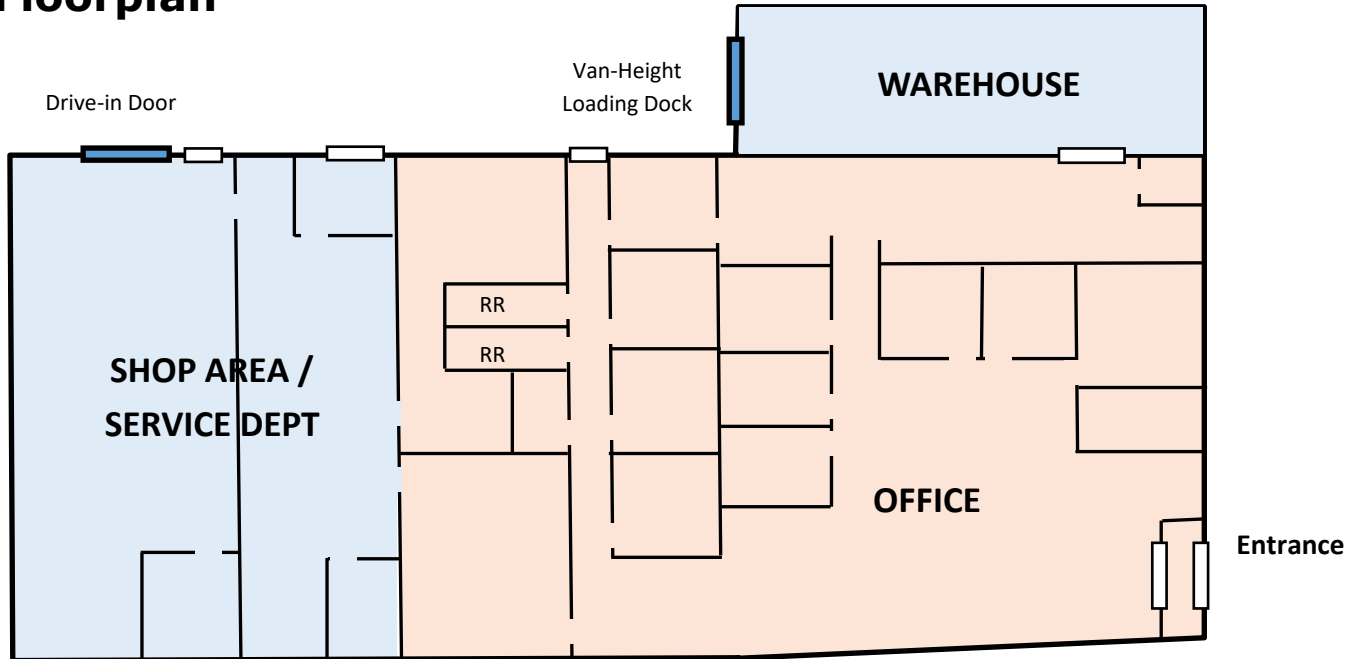 Floorplan
Van-Height
Loading Dock
WAREHOUSE
Drive-in Door
RR
RR
SHOP AREA /
SERVICE DEPT
OFFICE
Entrance